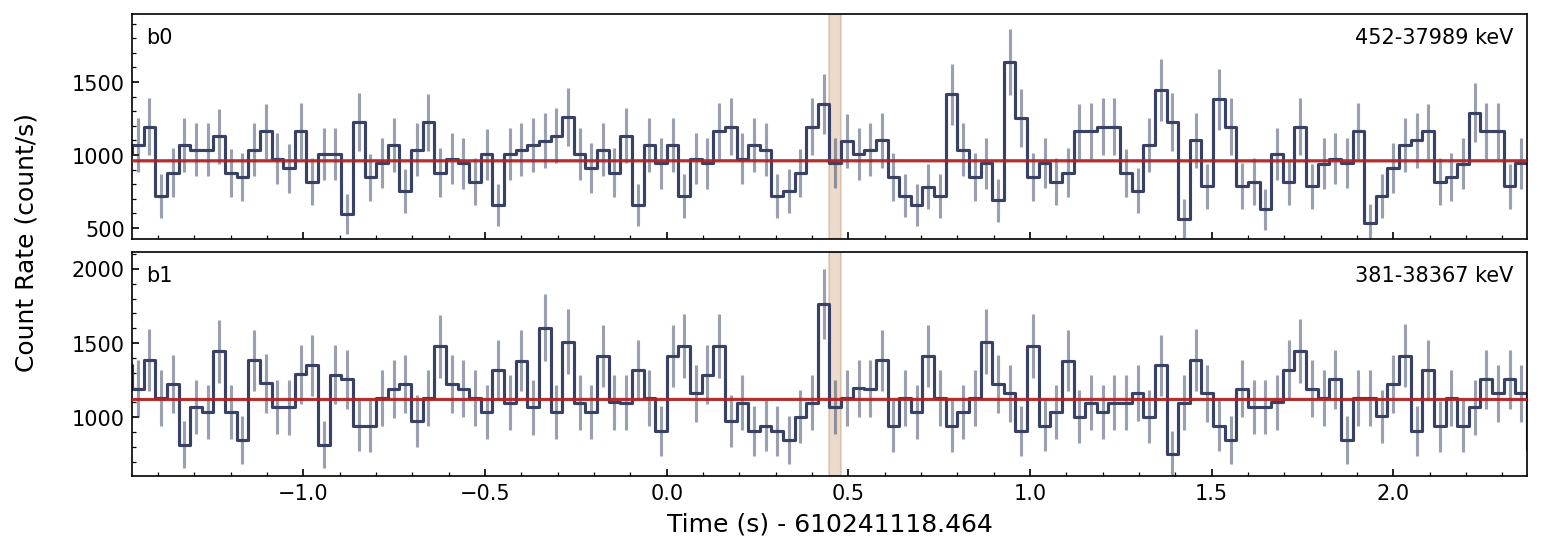 b0
452-37989 keV
1500
1000
500
b1
381-38367 keV
2000
1500
1000
Count Rate (count/s)
−1.0
−0.5
0.0
0.5
1.0
1.5
2.0
Time (s) - 610241118.464